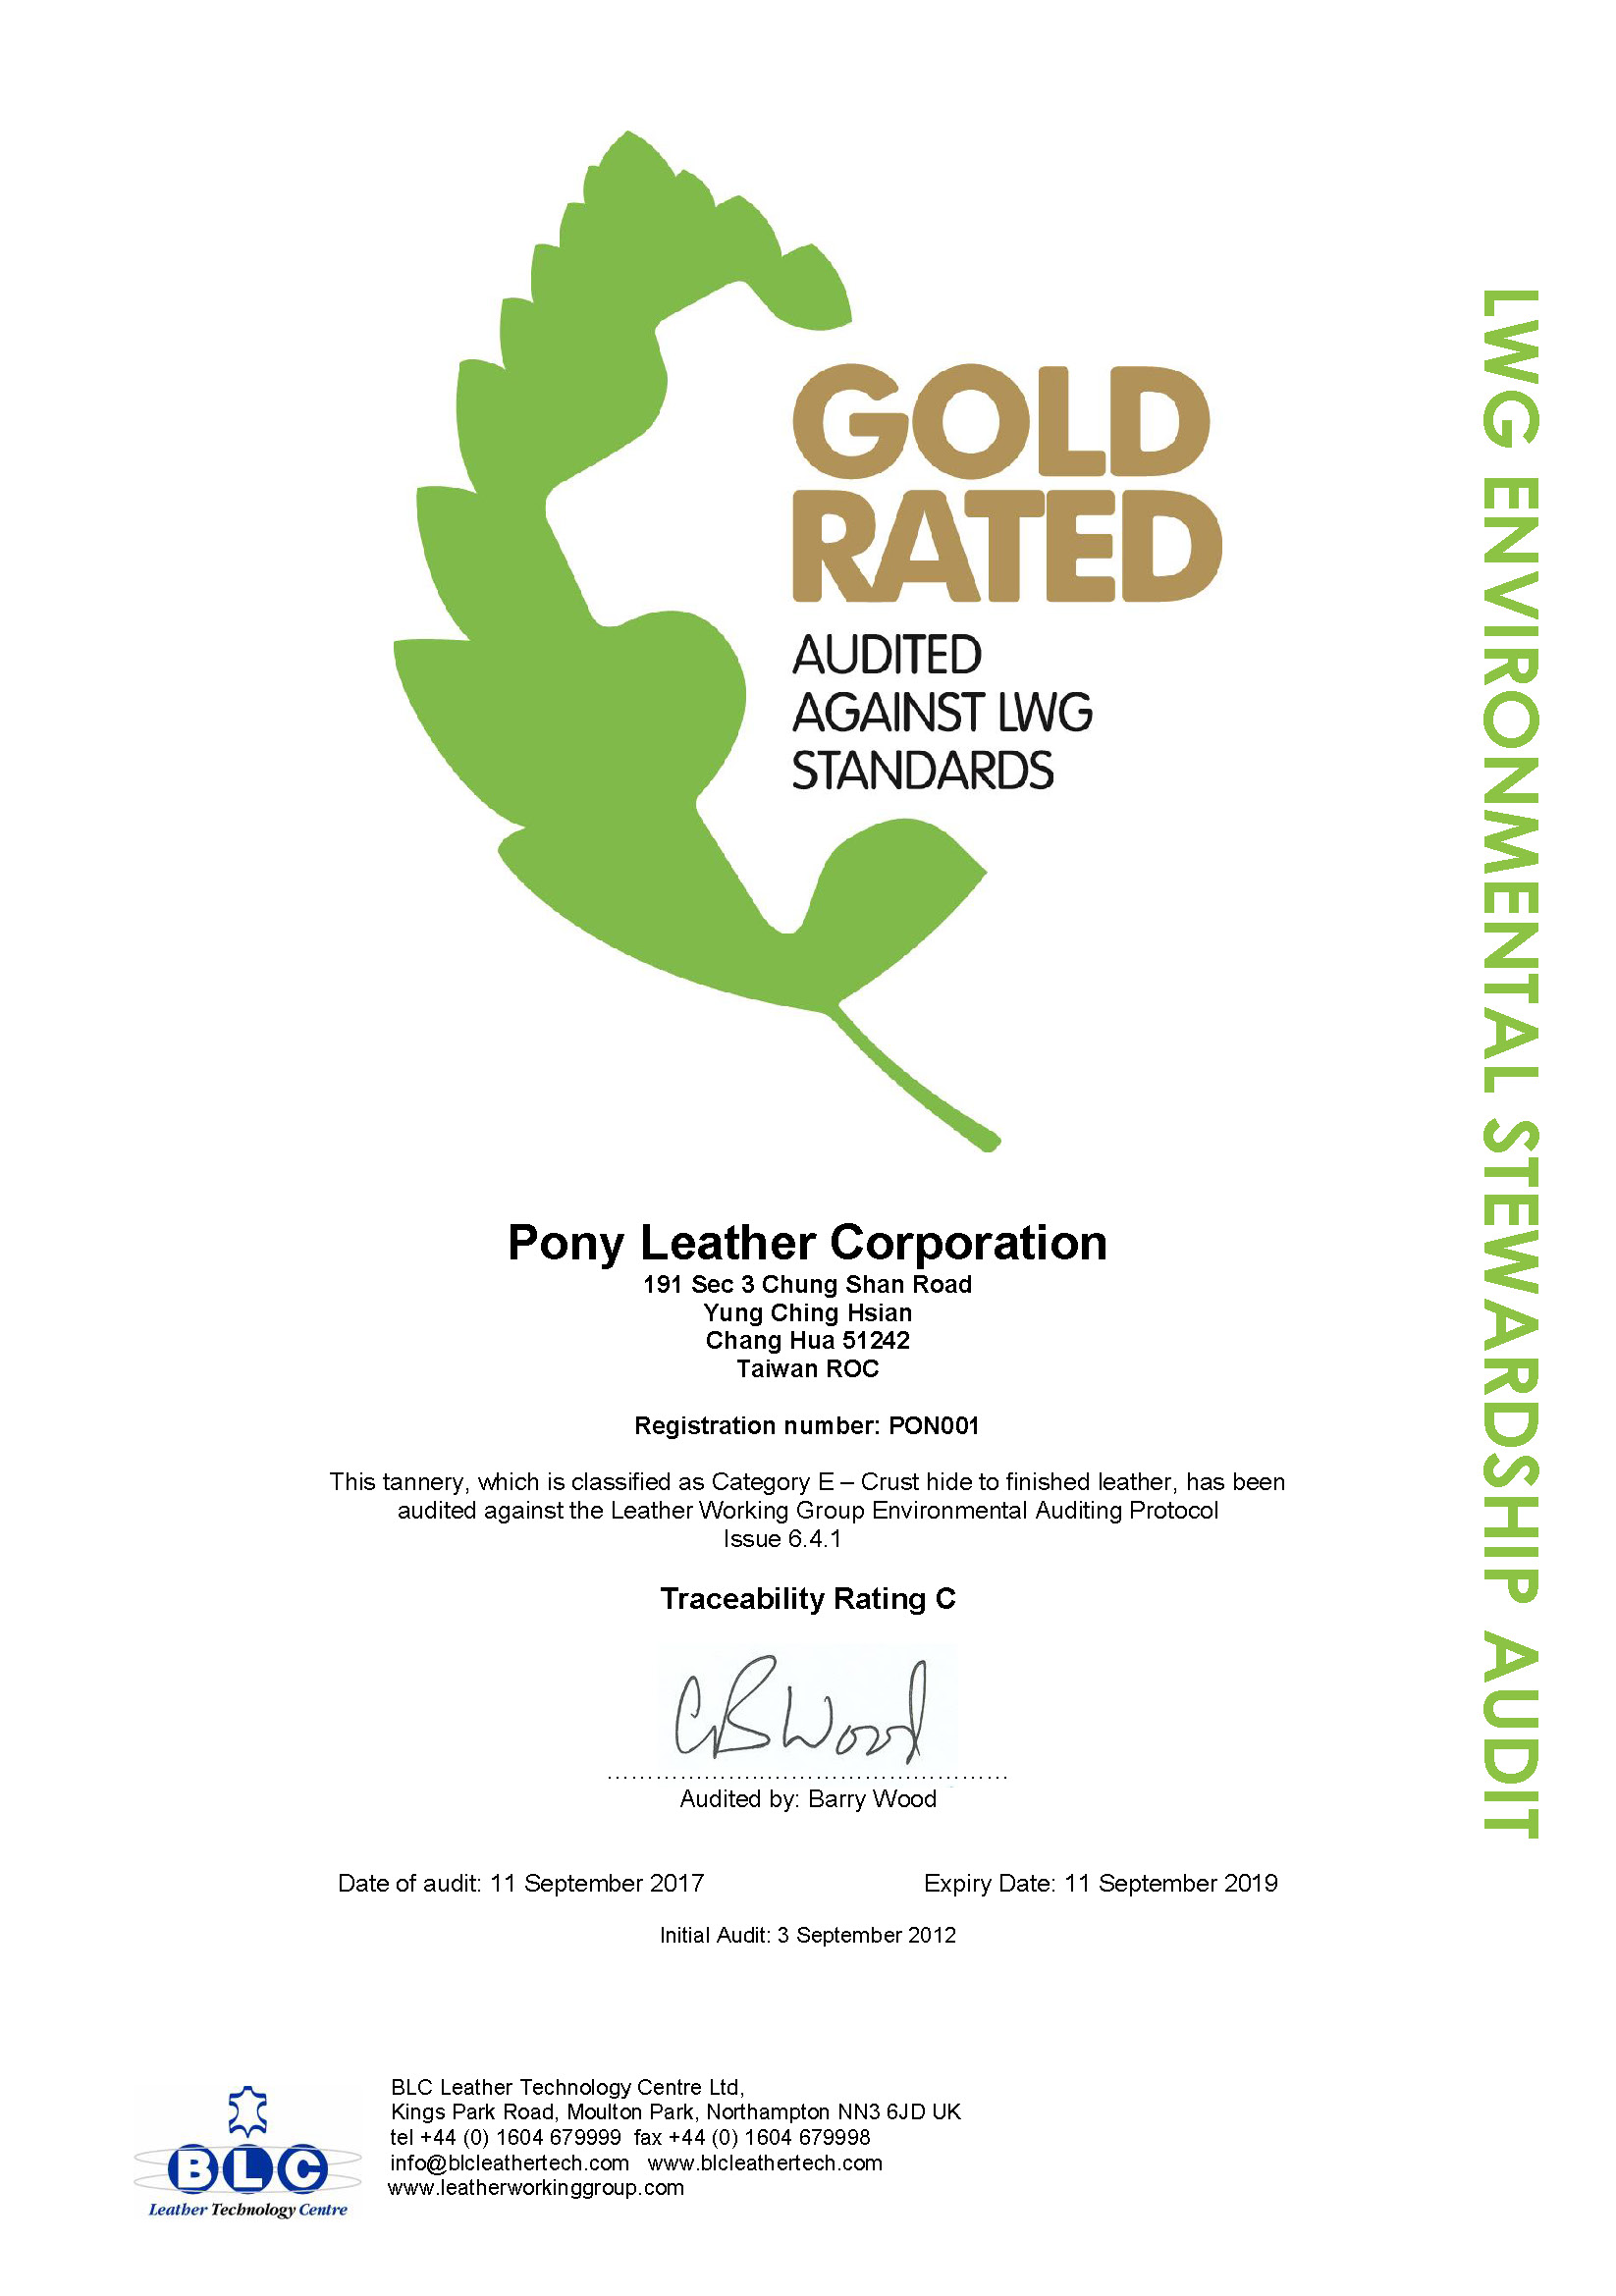 GOLD
RATED
AUDITED
AGAINST LWG
STANDARDS
LWG ENVIRONMENTAL STEWARDSHIP AUDIT
Pony Leather Corporation
191 Sec 3 Chung Shan Road
Yung Ching Hsian
Chang Hua 51242
Taiwan ROC
Registration number: PON001
This tannery, which is classified as Category E – Crust hide to finished leather, has been
audited against the Leather Working Group Environmental Auditing Protocol
Issue 6.4.1
Traceability Rating C
CBWood
Audited by: Barry Wood
Date of audit: 11 September 2017 Expiry Date: 11 September 2019
Initial Audit: 3 September 2012
BLC
Leather Technology Centre
BLC Leather Technology Centre Ltd,
Kings Park Road, Moulton Park, Northampton NN3 6JD UK
tel +44 (0) 1604 679999 fax +44 (0) 1604 679998
info@blcleathertech.com www.blcleathertech.com
www.leatherworkinggroup.com